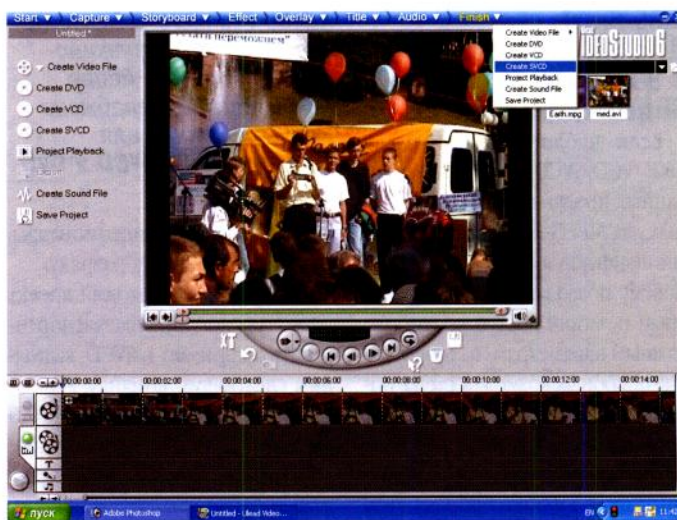 Start ▼ Capture ▼ Storyboard ▼ Effect Overlay ▼ Title ▼ Audio ▼ Finish ▼
Untitled *
Create Video File
Create DVD
Create VCD
Create SVCD
Project Playback
Create Sound File
Save Project
переможем"
Create Video File
Create DVD
Create VCD
Create SVCD
Project Playback
Create Sound File
Save Project
VIDEOSTUDIO 6
Earth.mpg med.avi
00:00:00:00 00:00:02:00 00:00:04:00 00:00:06:00 00:00:08:00 00:00:10:00 00:00:12:00 00:00:14:00
пуск Adobe Photoshop Untitled - Ulead Video... EN 11:42